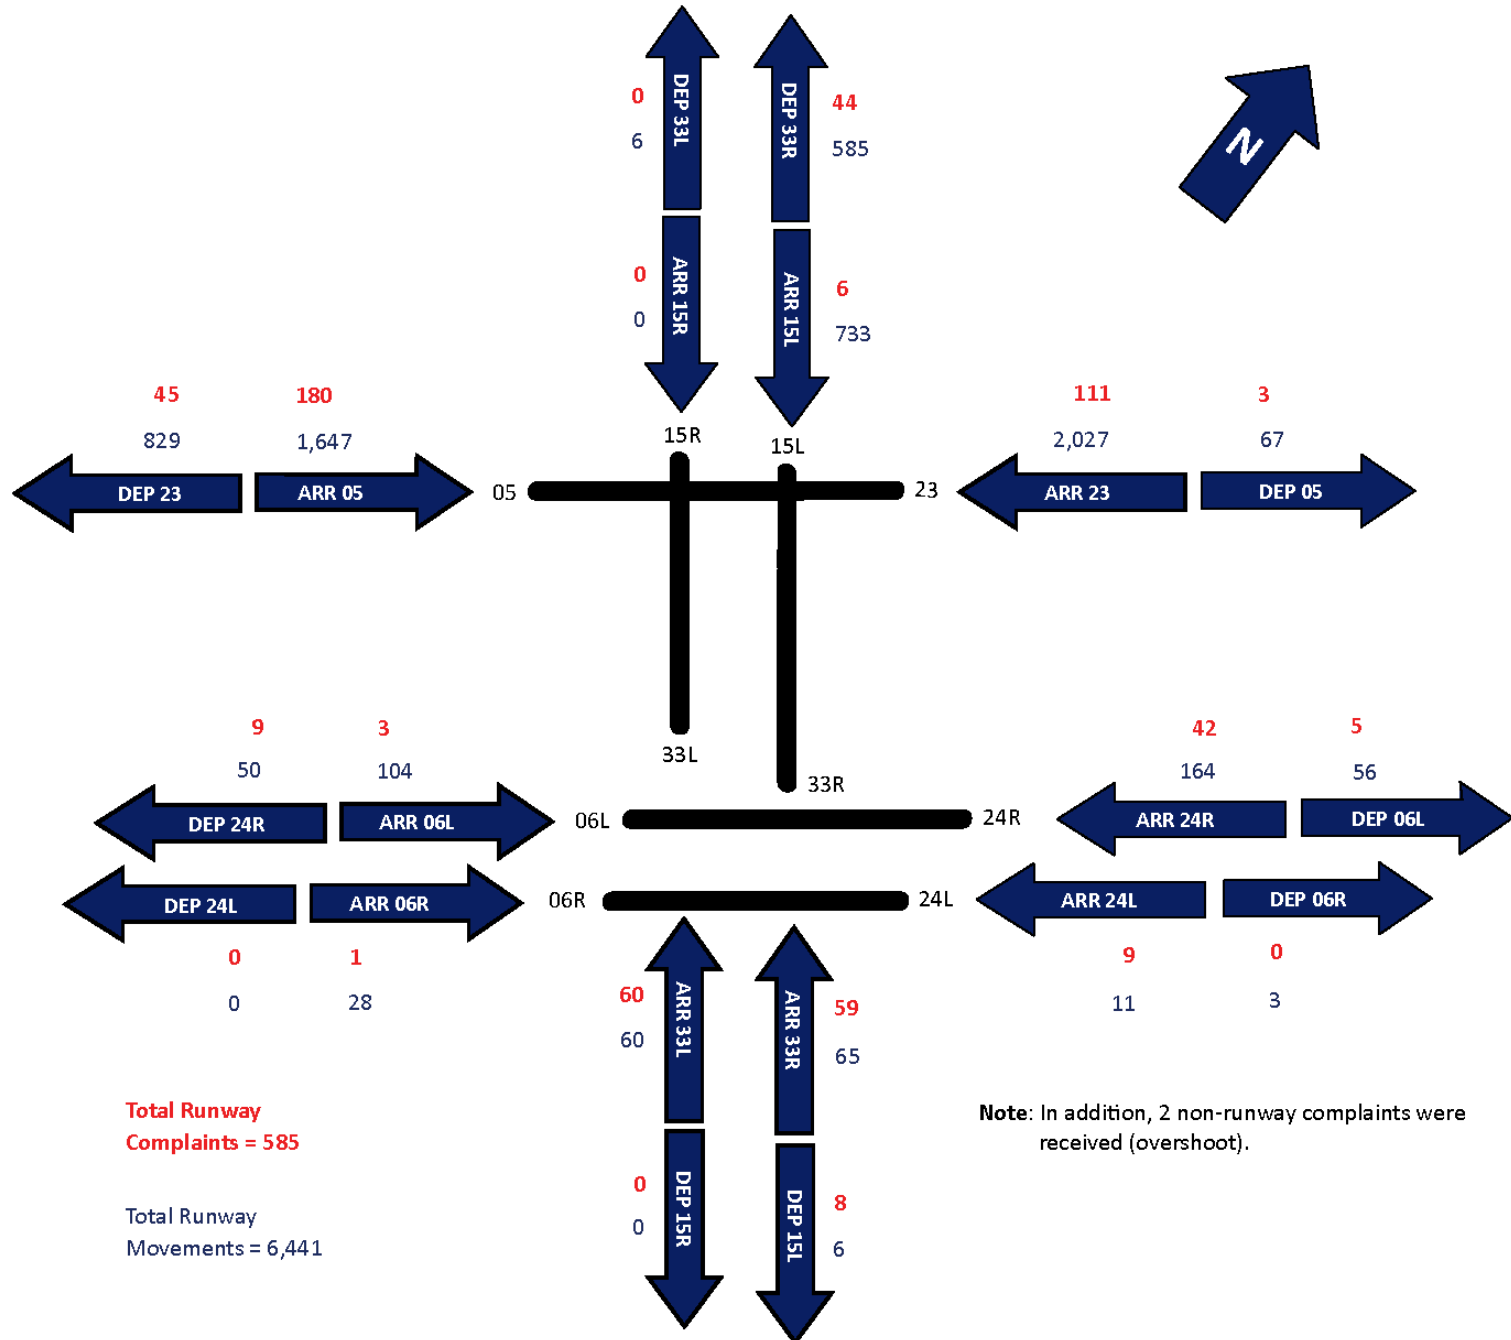 N
DEP 33L
0
6
DEP 33R
44
585
ARR 15R
0
0
ARR 15L
6
733
45
829
180
1,647
DEP 23
ARR 05
15R
15L
05
23
111
2,027
3
67
ARR 23
DEP 05
33L
33R
9
50
3
104
DEP 24R
ARR 06L
06L
24R
42
164
5
56
ARR 24R
DEP 06L
DEP 24L
ARR 06R
06R
24L
ARR 24L
DEP 06R
0
0
1
28
9
11
0
3
60
60
ARR 33L
ARR 33R
59
65
0
0
DEP 15R
DEP 15L
8
6
Total Runway
Complaints = 585
Total Runway
Movements = 6,441
Note: In addition, 2 non-runway complaints were
received (overshoot).